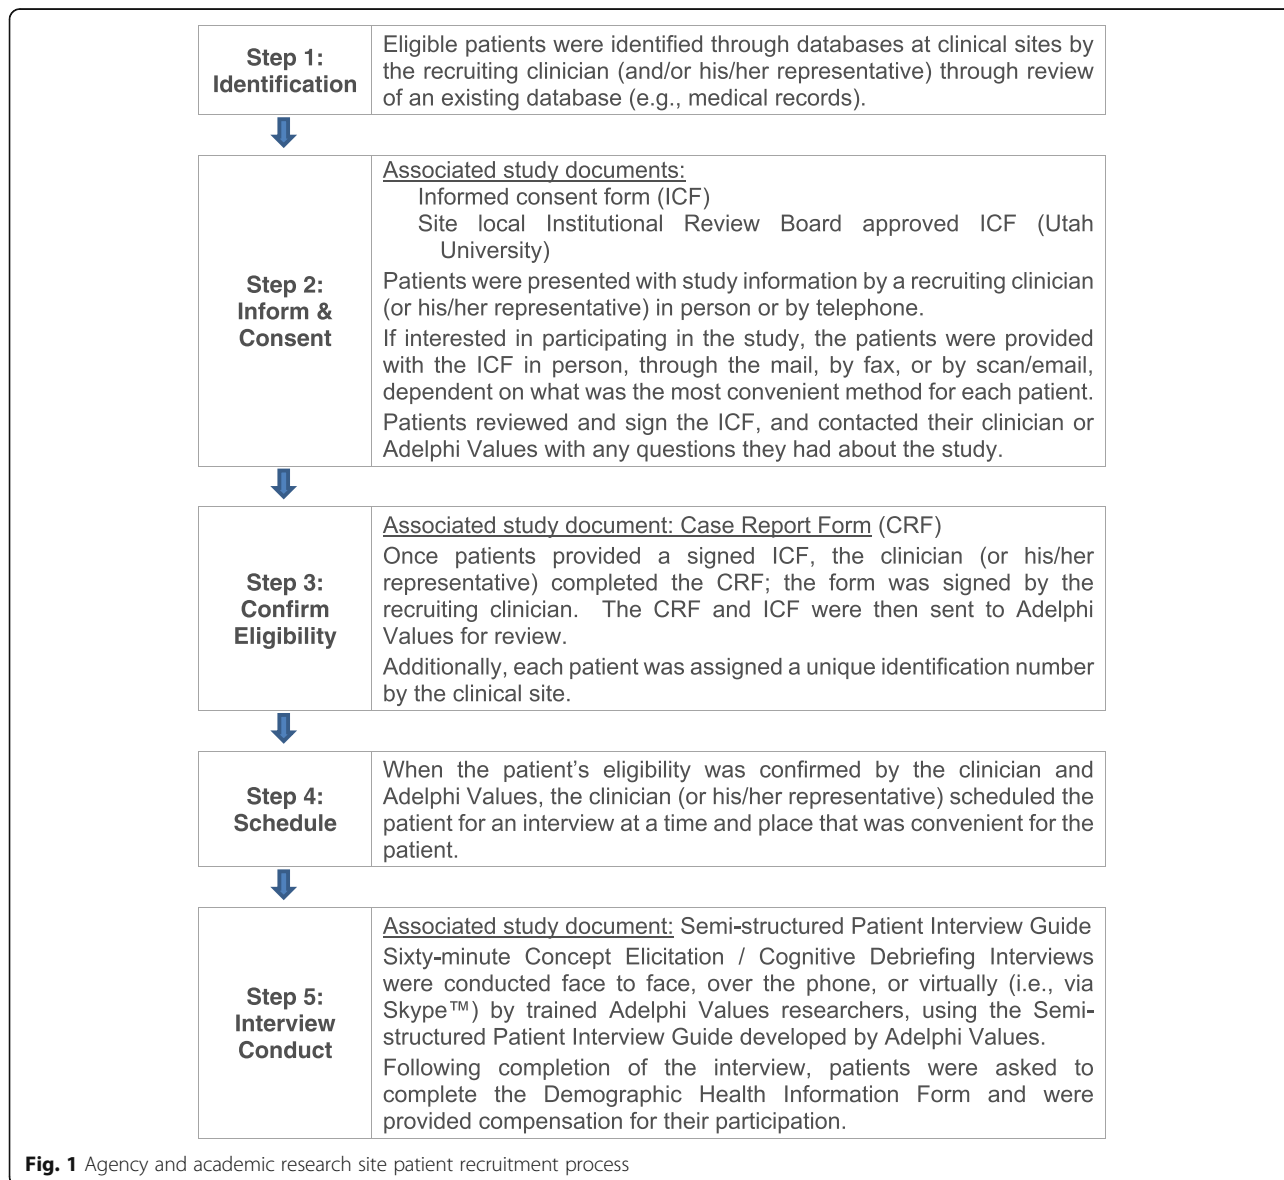 Step 1:
Identification
Eligible patients were identified through databases at clinical sites by
the recruiting clinician (and/or his/her representative) through review
of an existing database (e.g., medical records).
Step 2:
Inform &
Consent
Associated study documents:
Informed consent form (ICF)
Site local Institutional Review Board approved ICF (Utah
University)
Patients were presented with study information by a recruiting clinician
(or his/her representative) in person or by telephone.
If interested in participating in the study, the patients were provided
with the ICF in person, through the mail, by fax, or by scan/email,
dependent on what was the most convenient method for each patient.
Patients reviewed and sign the ICF, and contacted their clinician or
Adelphi Values with any questions they had about the study.
Step 3:
Confirm
Eligibility
Associated study document: Case Report Form (CRF)
Once patients provided a signed ICF, the clinician (or his/her
representative) completed the CRF; the form was signed by the
recruiting clinician. The CRF and ICF were then sent to Adelphi
Values for review.
Additionally, each patient was assigned a unique identification number
by the clinical site.
Step 4:
Schedule
When the patient's eligibility was confirmed by the clinician and
Adelphi Values, the clinician (or his/her representative) scheduled the
patient for an interview at a time and place that was convenient for the
patient.
Step 5:
Interview
Conduct
Associated study document: Semi-structured Patient Interview Guide
Sixty-minute Concept Elicitation / Cognitive Debriefing Interviews
were conducted face to face, over the phone, or virtually (i.e., via
Skype™) by trained Adelphi Values researchers, using the Semi-
structured Patient Interview Guide developed by Adelphi Values.
Following completion of the interview, patients were asked to
complete the Demographic Health Information Form and were
provided compensation for their participation.
Fig. 1 Agency and academic research site patient recruitment process